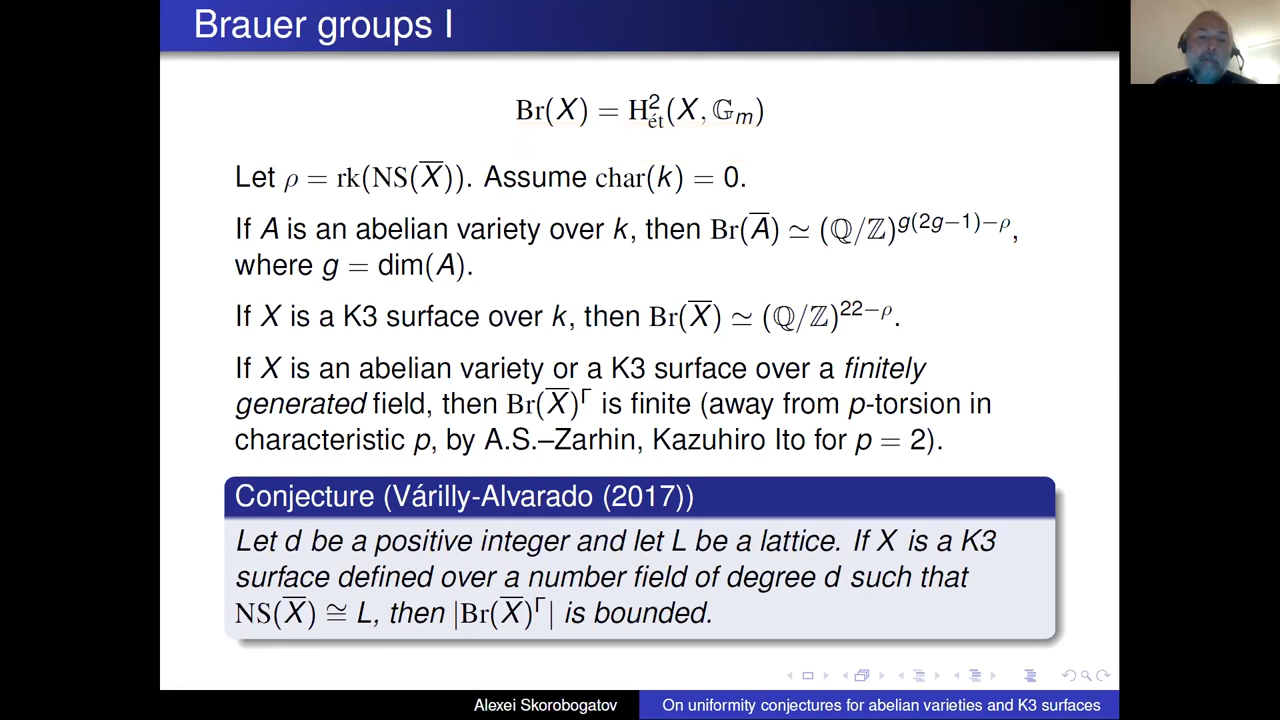 Brauer groups I
Br(X) = H²ₑ́ₜ(X, 𝔾ₘ)
Let ρ = rk(NS(X̅)). Assume char(k) = 0.
If A is an abelian variety over k, then Br(A̅) ≃ (ℚ/ℤ)^{g(2g−1)−ρ},
where g = dim(A).
If X is a K3 surface over k, then Br(X̅) ≃ (ℚ/ℤ)^{22−ρ}.
If X is an abelian variety or a K3 surface over a finitely
generated field, then Br(X̅)^Γ is finite (away from p-torsion in
characteristic p, by A.S.–Zarhin, Kazuhiro Ito for p = 2).
Conjecture (Várilly-Alvarado (2017))
Let d be a positive integer and let L be a lattice. If X is a K3
surface defined over a number field of degree d such that
NS(X̅) ≅ L, then |Br(X̅)^Γ| is bounded.
Alexei Skorobogatov
On uniformity conjectures for abelian varieties and K3 surfaces